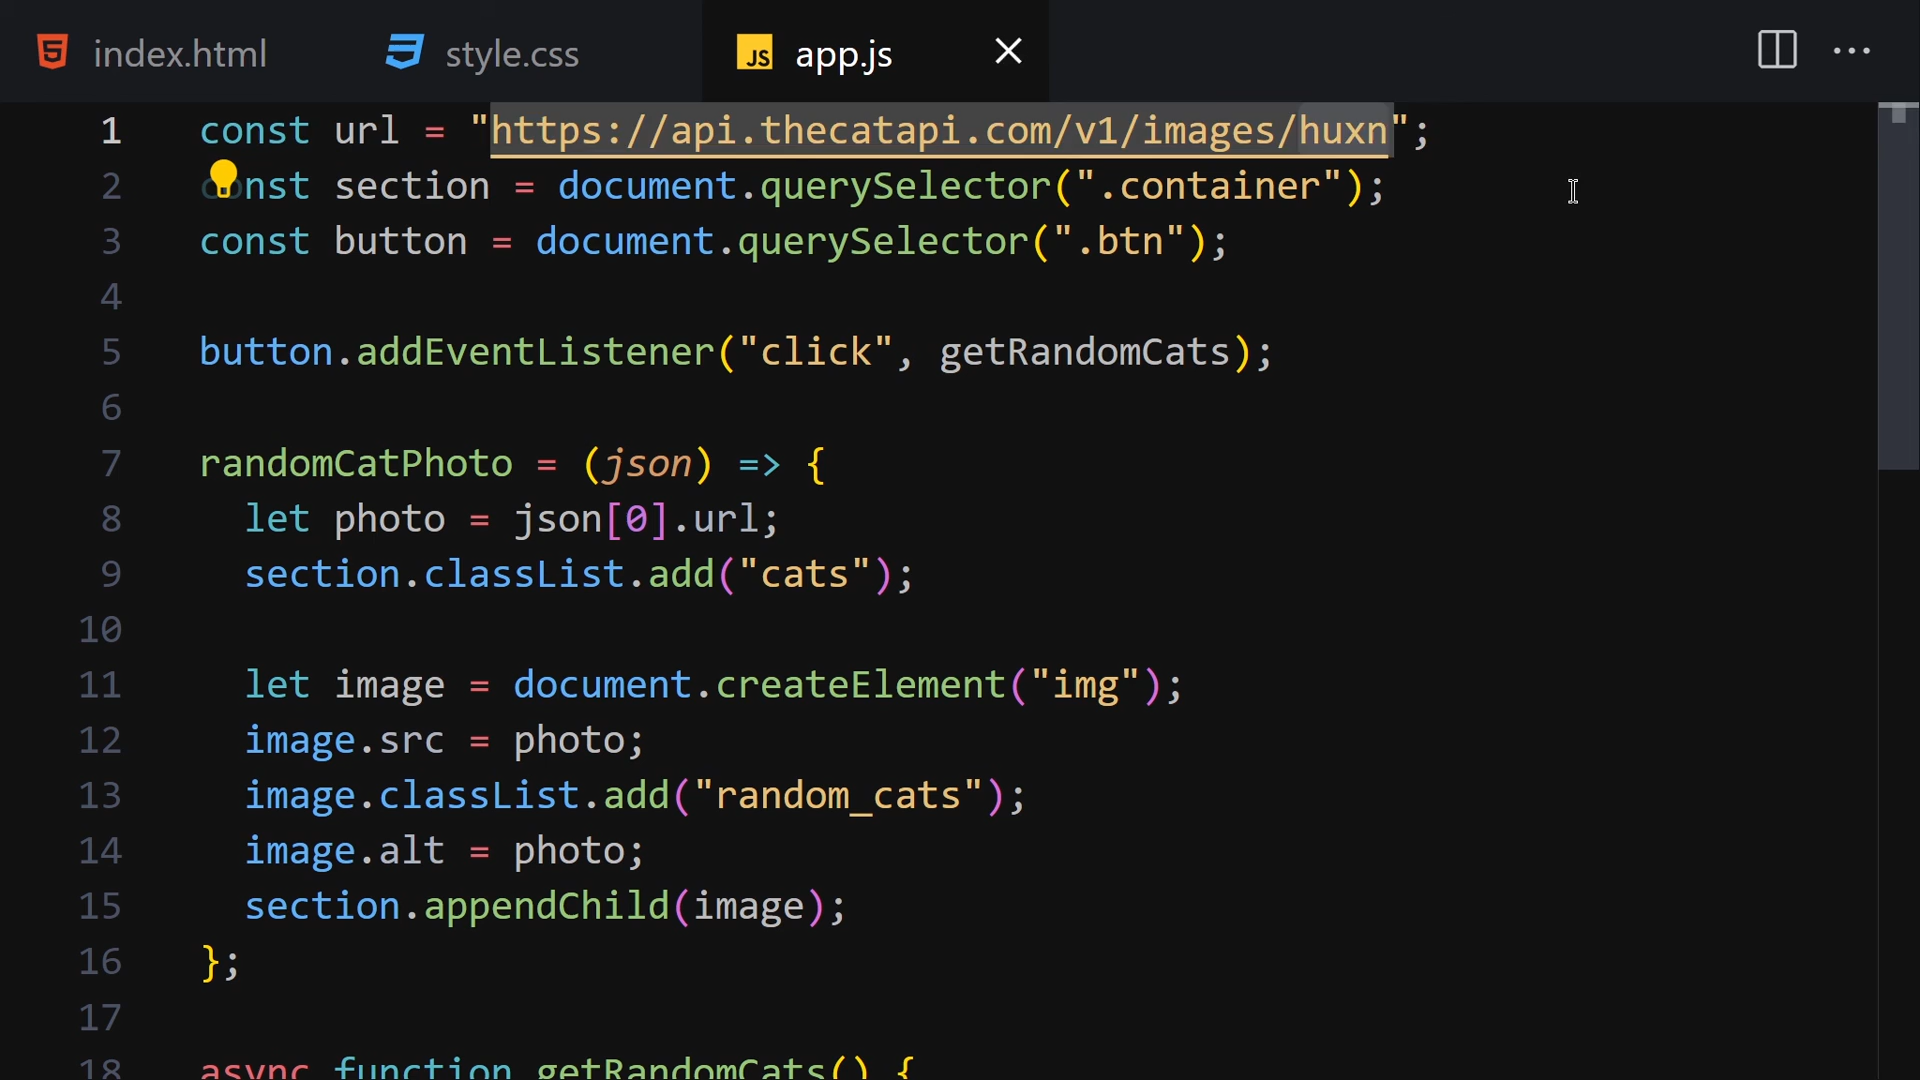 index.html style.css JS app.js
1 const url = "https://api.thecatapi.com/v1/images/huxn";
2 const section = document.querySelector(".container");
3 const button = document.querySelector(".btn");
4
5 button.addEventListener("click", getRandomCats);
6
7 randomCatPhoto = (json) => {
8 let photo = json[0].url;
9 section.classList.add("cats");
10
11 let image = document.createElement("img");
12 image.src = photo;
13 image.classList.add("random_cats");
14 image.alt = photo;
15 section.appendChild(image);
16 };
17
18 async function getRandomCats() {